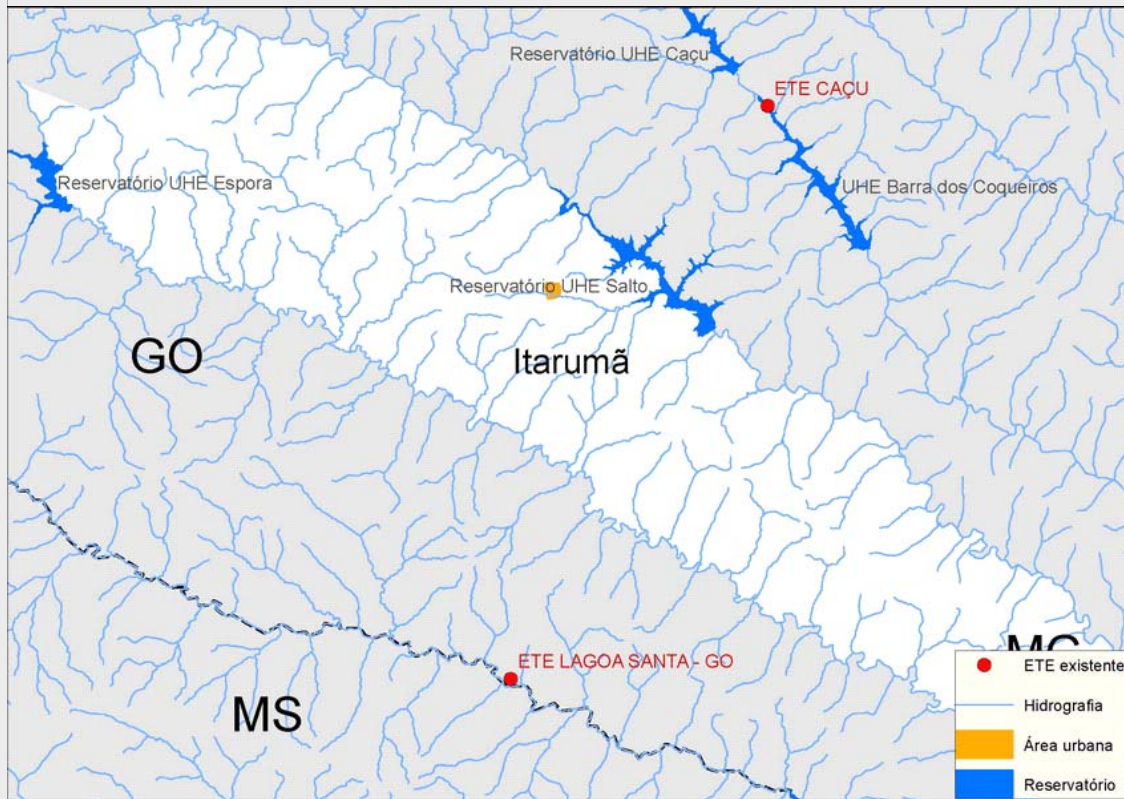 Reservatório UHE Caçu
ETE CAÇU
Reservatório UHE Espora
UHE Barra dos Coqueiros
Reservatório UHE Salto
GO
Itarumã
MG
ETE LAGOA SANTA - GO
MS
ETE existente
Hidrografia
Área urbana
Reservatório